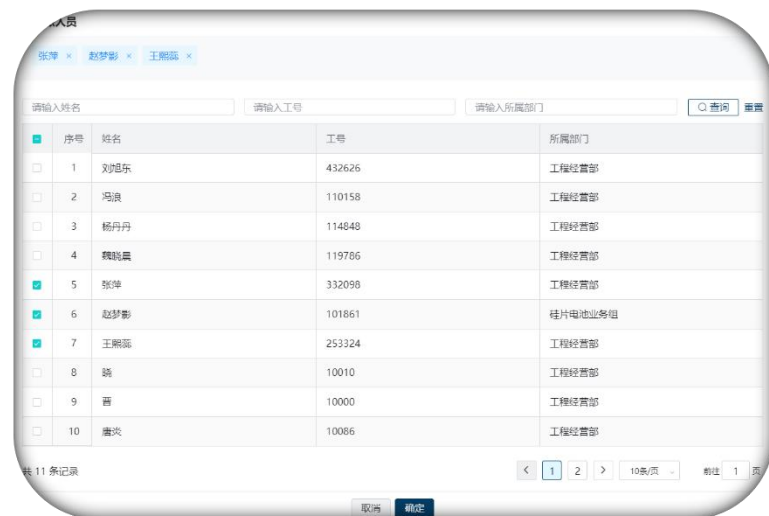 人员
张萍 × 赵梦影 × 王熙蕊 ×
请输入姓名 请输入工号 请输入所属部门 查询 重置
序号 姓名 工号 所属部门
1 刘旭东 432626 工程经营部
2 冯浪 110158 工程经营部
3 杨丹丹 114848 工程经营部
4 魏晓晨 119786 工程经营部
5 张萍 332098 工程经营部
6 赵梦影 101861 硅片电池业务组
7 王熙蕊 253324 工程经营部
8 10010 工程经营部
9 晋 10000 工程经营部
10 唐炎 10086 工程经营部
共 11 条记录 < 1 2 > 10条/页 前往 1 页
取消 确定